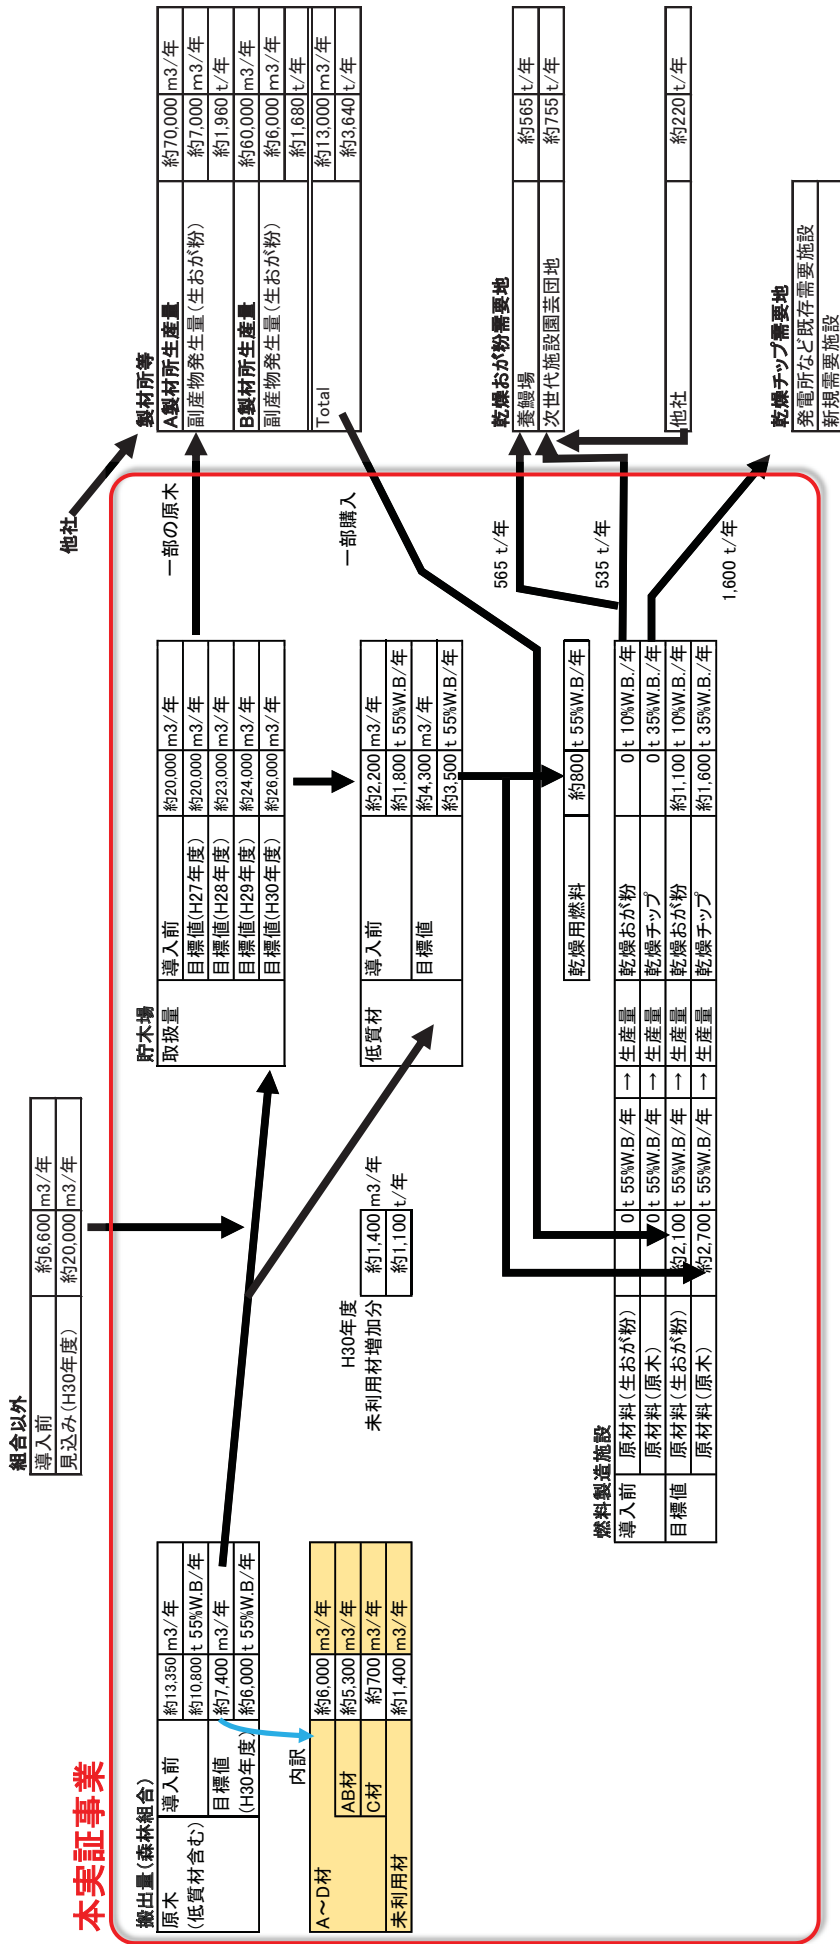 本実証事業
組合以外
導入前 約6,600 m3/年
見込み(H30年度) 約20,000 m3/年
他社
搬出量(森林組合)
原木
(低質材含む)
導入前 約13,350 m3/年
約10,800 t 55%W.B/年
目標値
(H30年度)
約7,400 m3/年
約6,000 t 55%W.B/年
内訳
A～D材 約6,000 m3/年
AB材 約5,300 m3/年
C材 約700 m3/年
未利用材 約1,400 m3/年
貯木場
取扱量 導入前 約20,000 m3/年
目標値(H27年度) 約20,000 m3/年
目標値(H28年度) 約23,000 m3/年
目標値(H29年度) 約24,000 m3/年
目標値(H30年度) 約26,000 m3/年
一部の原木
製材所等
A製材所生産量 約70,000 m3/年
副産物発生量(生おが粉) 約7,000 m3/年
約1,960 t/年
B製材所生産量 約60,000 m3/年
副産物発生量(生おが粉) 約6,000 m3/年
約1,680 t/年
Total 約13,000 m3/年
約3,640 t/年
一部購入
H30年度
未利用材増加分
約1,400 m3/年
約1,100 t/年
低質材 導入前 約2,200 m3/年
約1,800 t 55%W.B/年
目標値 約4,300 m3/年
約3,500 t 55%W.B/年
乾燥用燃料 約800 t 55%W.B/年
燃料製造施設
導入前 原材料(生おが粉) 0 t 55%W.B/年 → 生産量 乾燥おが粉 0 t 10%W.B./年
原材料(原木) 0 t 55%W.B/年 → 生産量 乾燥チップ 0 t 35%W.B./年
目標値 原材料(生おが粉) 約2,100 t 55%W.B/年 → 生産量 乾燥おが粉 約1,100 t 10%W.B/年
原材料(原木) 約2,700 t 55%W.B/年 → 生産量 乾燥チップ 約1,600 t 35%W.B/年
565 t/年
535 t/年
1,600 t/年
乾燥おが粉需要地
養鰻場 約565 t/年
次世代施設園芸団地 約755 t/年
他社 約220 t/年
乾燥チップ需要地
発電所など既存需要施設
新規需要施設